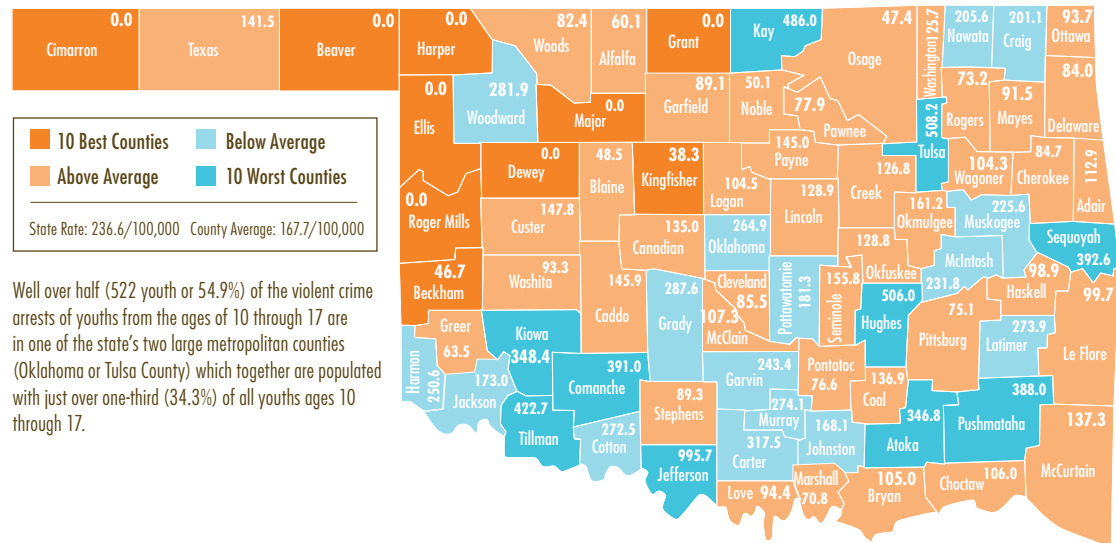 0.0
Cimarron
141.5
Texas
0.0
Beaver
0.0
Harper
82.4
Woods
60.1
Alfalfa
0.0
Grant
486.0
Kay
47.4
Osage
Washington 25.7
205.6
Nowata
201.1
Craig
93.7
Ottawa
0.0
Ellis
281.9
Woodward
0.0
Major
89.1
Garfield
50.1
Noble
77.9
Pawnee
508.2
Tulsa
73.2
Rogers
91.5
Mayes
84.0
Delaware
10 Best Counties
Below Average
Above Average
10 Worst Counties
State Rate: 236.6/100,000 County Average: 167.7/100,000
0.0
Roger Mills
0.0
Dewey
48.5
Blaine
38.3
Kingfisher
104.5
Logan
145.0
Payne
128.9
Lincoln
126.8
Creek
104.3
Wagoner
84.7
Cherokee
112.9
Adair
147.8
Custer
135.0
Canadian
264.9
Oklahoma
161.2
Okmulgee
225.6
Muskogee
Sequoyah
392.6
46.7
Beckham
93.3
Washita
145.9
Caddo
287.6
Grady
Cleveland
85.5
107.3
McClain
Pottawatamie
181.3
155.8
Seminole
128.8
Okfuskee
McIntosh
231.8
98.9
Haskell
99.7
Le Flore
Well over half (522 youth or 54.9%) of the violent crime
arrests of youths from the ages of 10 through 17 are
in one of the state's two large metropolitan counties
(Oklahoma or Tulsa County) which together are populated
with just over one-third (34.3%) of all youths ages 10
through 17.
Greer
63.5
Kiowa
348.4
506.0
Hughes
75.1
Pittsburg
273.9
Latimer
Harmon
250.6
173.0
Jackson
391.0
Comanche
243.4
Garvin
Pontotoc
76.6
136.9
Coal
388.0
Pushmataha
422.7
Tillman
272.5
Cotton
89.3
Stephens
274.1
Murray
168.1
Johnston
346.8
Atoka
137.3
McCurtain
995.7
Jefferson
317.5
Carter
Love 94.4
Marshall
70.8
105.0
Bryan
Choctaw 106.0